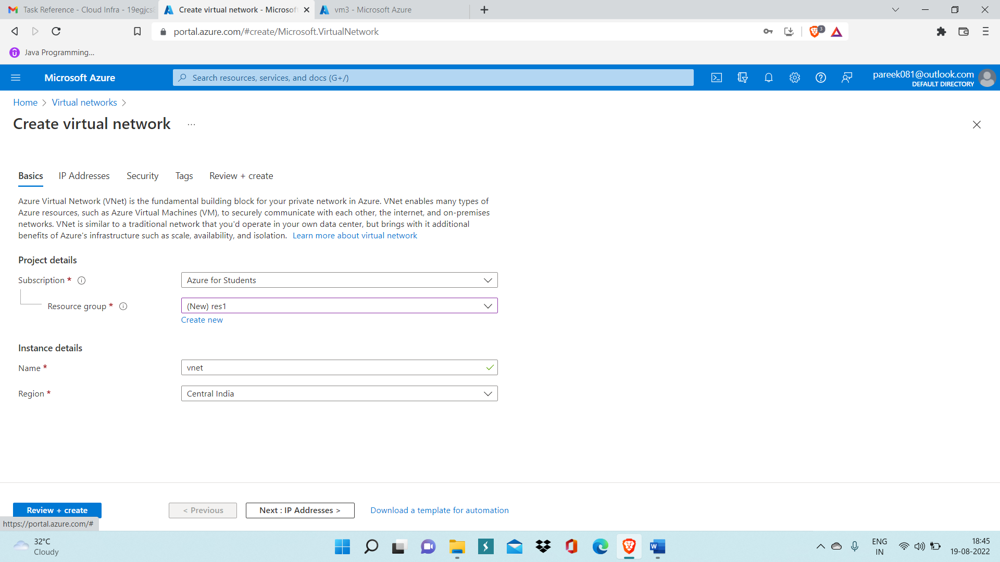 Task Reference - Cloud Infra - 19egjcs
Create virtual network - Microsof
vm3 - Microsoft Azure
portal.azure.com/#create/Microsoft.VirtualNetwork
3
Java Programming...
Microsoft Azure
Search resources, services, and docs (G+/)
pareek081@outlook.com
DEFAULT DIRECTORY
Home > Virtual networks >
Create virtual network ...
Basics
IP Addresses
Security
Tags
Review + create
Azure Virtual Network (VNet) is the fundamental building block for your private network in Azure. VNet enables many types of
Azure resources, such as Azure Virtual Machines (VM), to securely communicate with each other, the internet, and on-premises
networks. VNet is similar to a traditional network that you'd operate in your own data center, but brings with it additional
benefits of Azure's infrastructure such as scale, availability, and isolation. Learn more about virtual network
Project details
Subscription *
Azure for Students
Resource group *
(New) res1
Create new
Instance details
Name *
vnet
Region *
Central India
Review + create
< Previous
Next : IP Addresses >
Download a template for automation
https://portal.azure.com/#
32°C
Cloudy
ENG
IN
18:45
19-08-2022